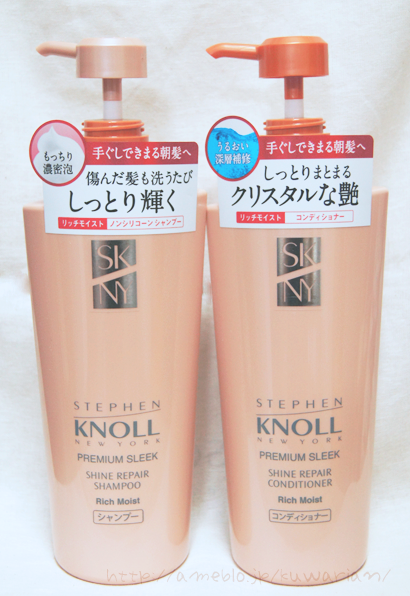 もっちり
濃密泡
手ぐしできまる朝髪へ
傷んだ髪も洗うたび
しっとり輝く
リッチモイスト ノンシリコーン シャンプー
SK
NY
STEPHEN
KNOLL
NEW YORK
PREMIUM SLEEK
SHINE REPAIR
SHAMPOO
Rich Moist
シャンプー
うるおい
深層補修
手ぐしできまる朝髪へ
しっとりまとまる
クリスタルな艶
リッチモイスト コンディショナー
SK
NY
STEPHEN
KNOLL
NEW YORK
PREMIUM SLEEK
SHINE REPAIR
CONDITIONER
Rich Moist
コンディショナー
http://ameblo.jp/kuwarian/